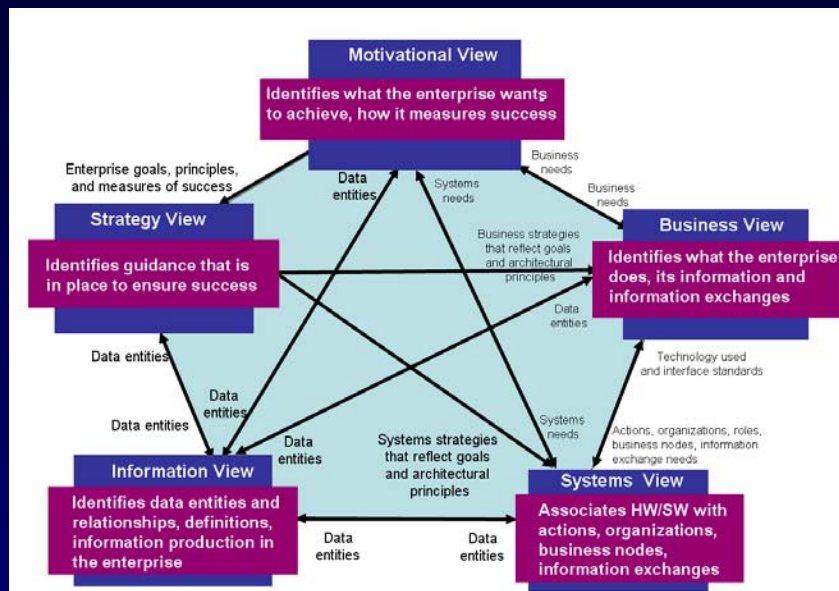 Motivational View
Identifies what the enterprise wants
to achieve, how it measures success
Enterprise goals, principles,
and measures of success
Data
entities
Systems
needs
Business
needs
Business
needs
Strategy View
Identifies guidance that is
in place to ensure success
Business strategies
that reflect goals
and architectural
principles
Business View
Identifies what the enterprise
does, its information and
information exchanges
Data
entities
Data entities
Technology used
and interface standards
Data entities
Data
entities
Data
entities
Systems strategies
that reflect goals
and architectural
principles
Systems
needs
Actions, organizations, roles,
business nodes, information
exchange needs
Information View
Identifies data entities and
relationships, definitions,
information production in
the enterprise
Data
entities
Data
entities
Systems View
Associates HW/SW with
actions, organizations,
business nodes,
information exchanges